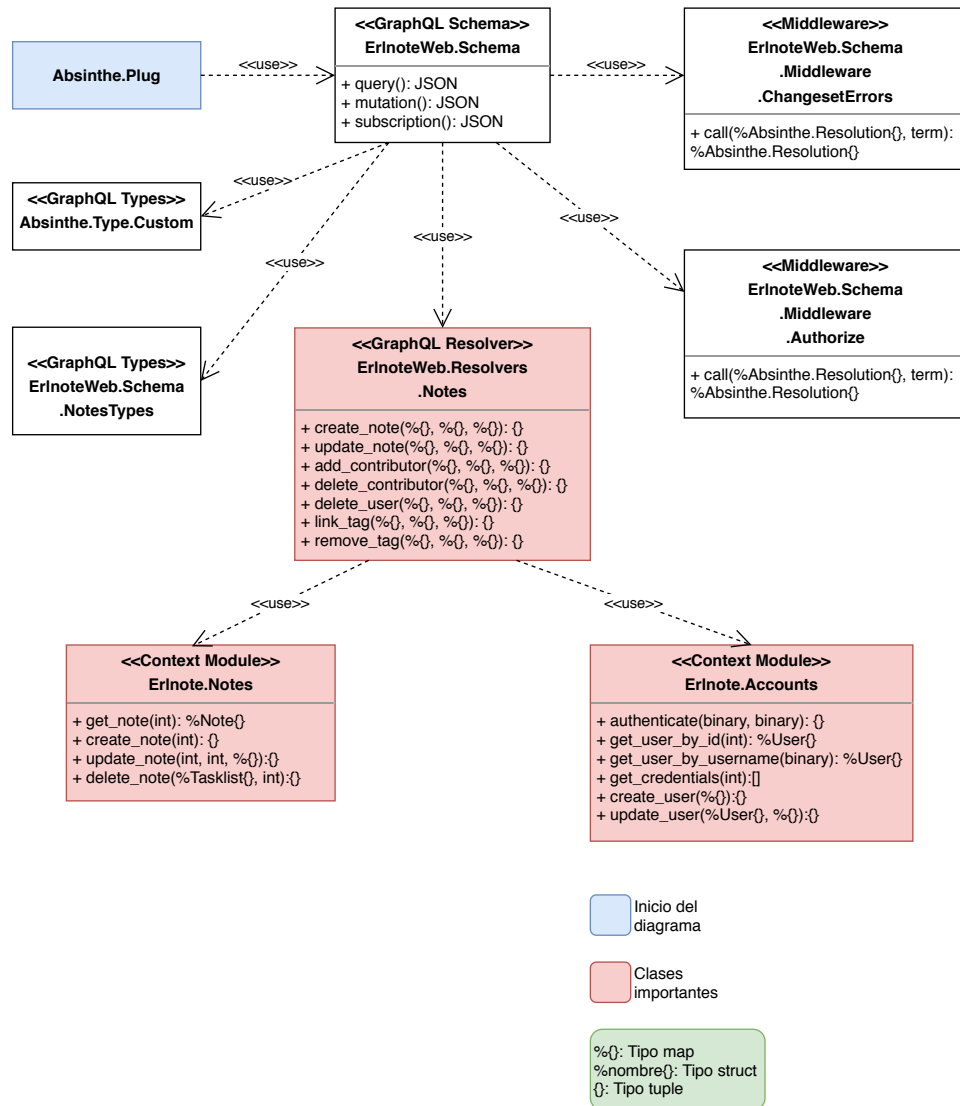 Absinthe.Plug
<<use>>
<<GraphQL Schema>>
ErlnoteWeb.Schema
+ query(): JSON
+ mutation(): JSON
+ subscription(): JSON
<<use>>
<<Middleware>>
ErlnoteWeb.Schema
.Middleware
.ChangesetErrors
+ call(%Absinthe.Resolution{}, term):
%Absinthe.Resolution{}
<<use>>
<<GraphQL Types>>
Absinthe.Type.Custom
<<use>>
<<GraphQL Types>>
ErlnoteWeb.Schema
.NotesTypes
<<use>>
<<use>>
<<Middleware>>
ErlnoteWeb.Schema
.Middleware
.Authorize
+ call(%Absinthe.Resolution{}, term):
%Absinthe.Resolution{}
<<GraphQL Resolver>>
ErlnoteWeb.Resolvers
.Notes
+ create_note(%{}, %{}, %{}): {}
+ update_note(%{}, %{}, %{}): {}
+ add_contributor(%{}, %{}, %{}): {}
+ delete_contributor(%{}, %{}, %{}): {}
+ delete_user(%{}, %{}, %{}): {}
+ link_tag(%{}, %{}, %{}): {}
+ remove_tag(%{}, %{}, %{}): {}
<<use>>
<<use>>
<<Context Module>>
Erlnote.Notes
+ get_note(int): %Note{}
+ create_note(int): {}
+ update_note(int, int, %{}):{}
+ delete_note(%Tasklist{}, int):{}
<<Context Module>>
Erlnote.Accounts
+ authenticate(binary, binary): {}
+ get_user_by_id(int): %User{}
+ get_user_by_username(binary): %User{}
+ get_credentials(int):[]
+ create_user(%{}):{}
+ update_user(%User{}, %{}):{}
Inicio del
diagrama
Clases
importantes
%{}: Tipo map
%nombre{}: Tipo struct
{}: Tipo tuple